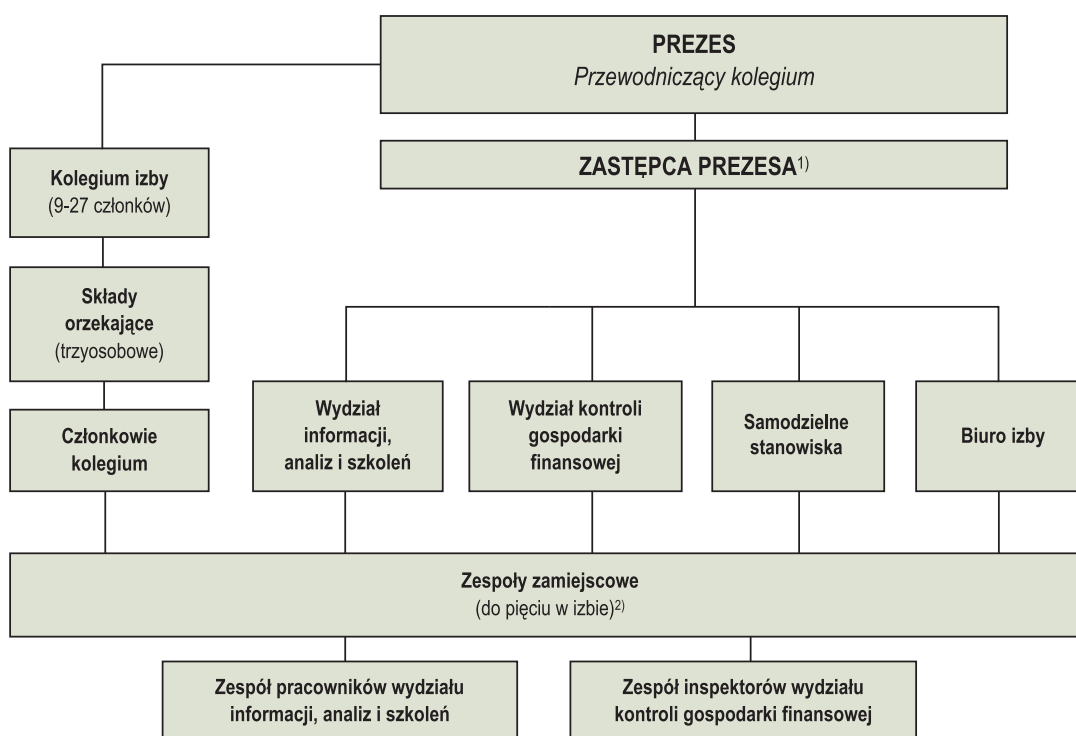 PREZES
Przewodniczący kolegium
ZASTĘPCA PREZESA1)
Kolegium izby
(9-27 członków)
Składy
orzekające
(trzyosobowe)
Członkowie
kolegium
Wydział
informacji,
analiz i szkoleń
Wydział kontroli
gospodarki
finansowej
Samodzielne
stanowiska
Biuro izby
Zespoły zamiejscowe
(do pięciu w izbie)2)
Zespół pracowników wydziału
informacji, analiz i szkoleń
Zespół inspektorów wydziału
kontroli gospodarki finansowej